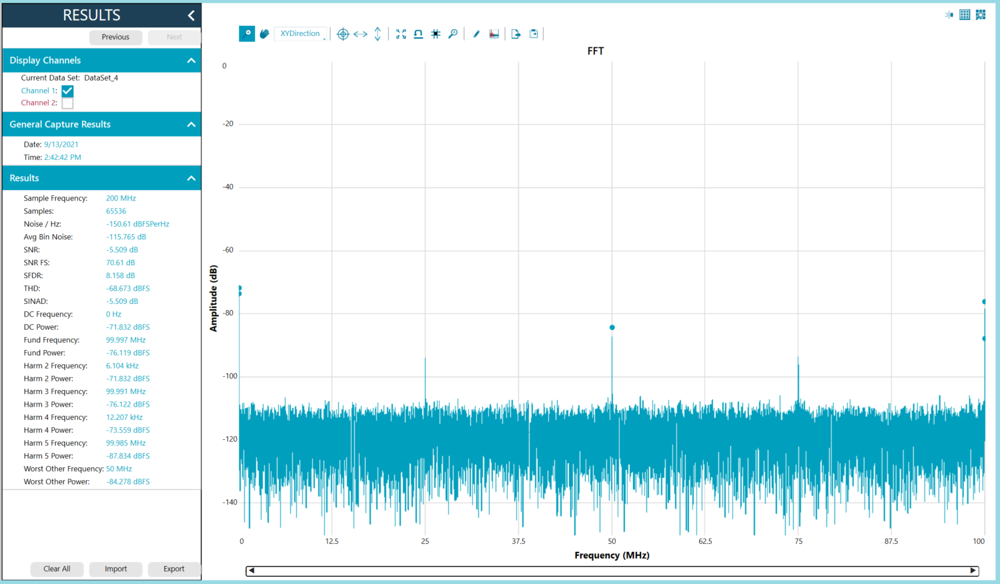 RESULTS
Previous
Next
Display Channels
Current Data Set: DataSet_4
Channel 1:
Channel 2:
General Capture Results
Date: 9/13/2021
Time: 2:42:42 PM
Results
Sample Frequency: 200 MHz
Samples: 65536
Noise / Hz: -150.61 dBFSPerHz
Avg Bin Noise: -115.765 dB
SNR: -5.509 dB
SNR FS: 70.61 dB
SFDR: 8.158 dB
THD: -68.673 dBFS
SINAD: -5.509 dB
DC Frequency: 0 Hz
DC Power: -71.832 dBFS
Fund Frequency: 99.997 MHz
Fund Power: -76.119 dBFS
Harm 2 Frequency: 6.104 kHz
Harm 2 Power: -71.832 dBFS
Harm 3 Frequency: 99.991 MHz
Harm 3 Power: -76.122 dBFS
Harm 4 Frequency: 12.207 kHz
Harm 4 Power: -73.559 dBFS
Harm 5 Frequency: 99.985 MHz
Harm 5 Power: -87.834 dBFS
Worst Other Frequency: 50 MHz
Worst Other Power: -84.278 dBFS
Clear All
Import
Export
XYDirection
FFT
Amplitude (dB)
0
-20
-40
-60
-80
-100
-120
-140
0 12.5 25 37.5 50 62.5 75 87.5 100
Frequency (MHz)